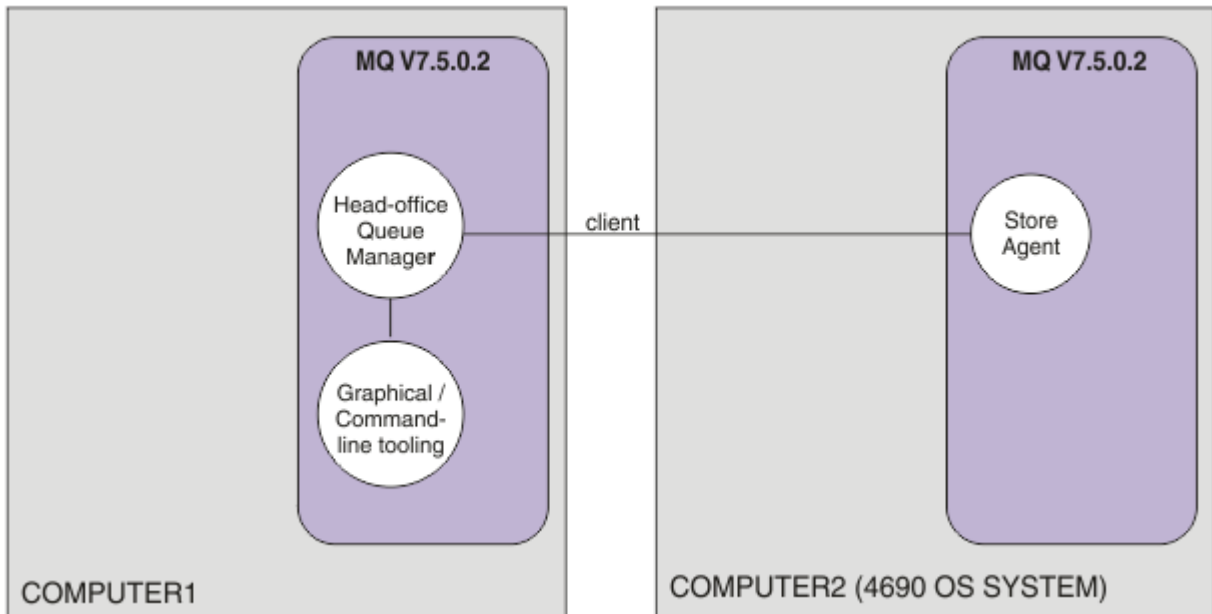 MQ V7.5.0.2
Head-office
Queue
Manager
Graphical /
Command-
line tooling
COMPUTER1
client
MQ V7.5.0.2
Store
Agent
COMPUTER2 (4690 OS SYSTEM)